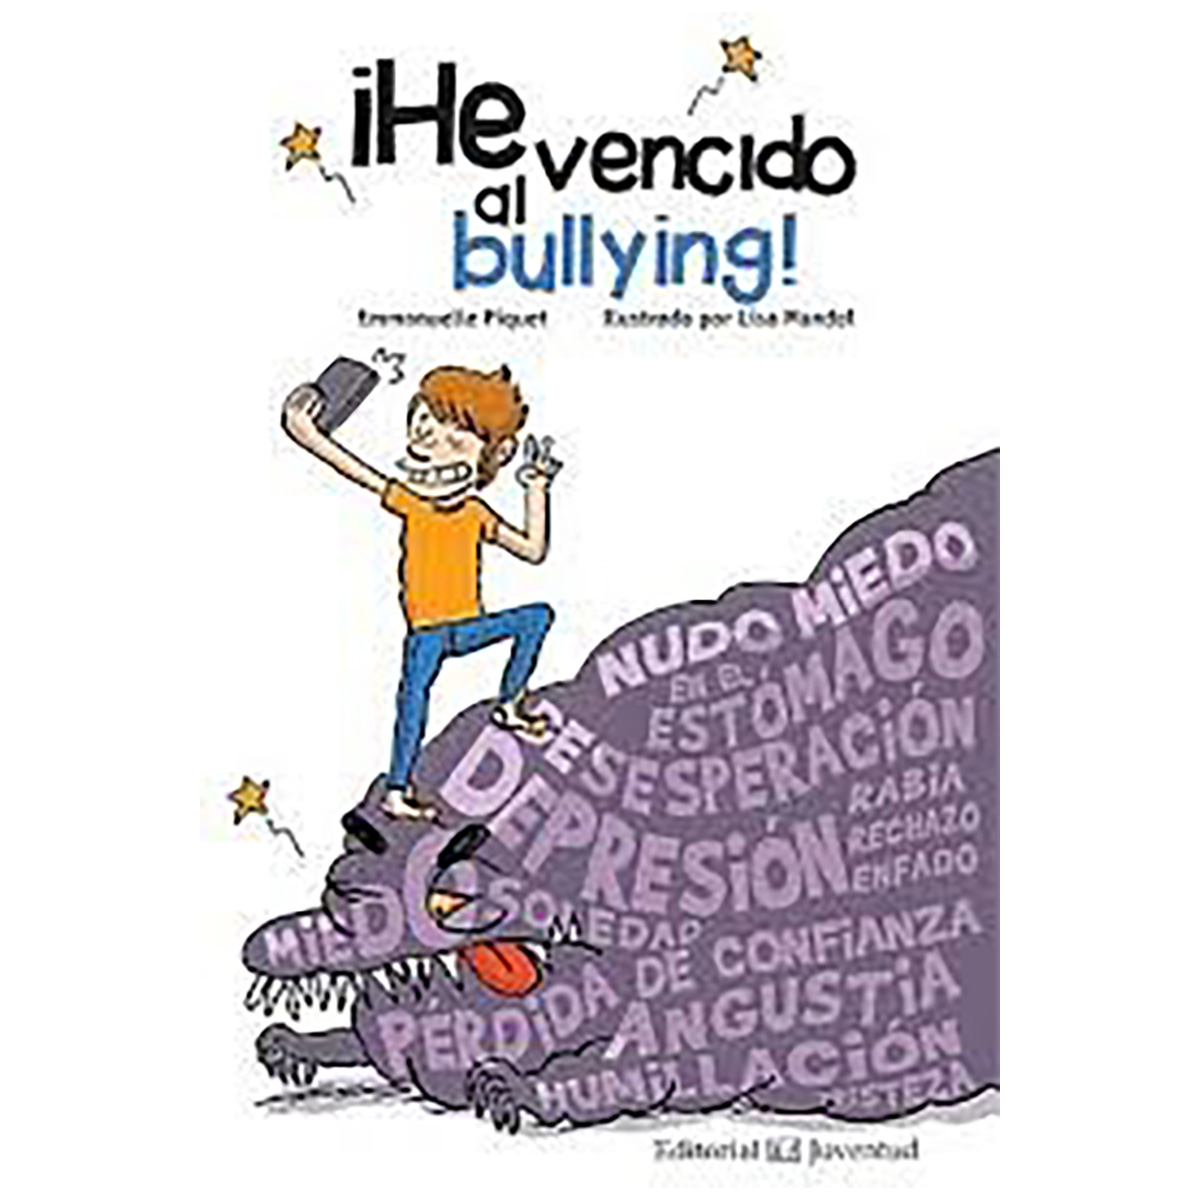 ¡He
vencido
al
bullying!
Emmanuelle Piquet
Ilustrado por Lisa Mandel
NUDO MiEDO
EN EL
ESTÓMAGO
DESESPERACIÓN
DEPRESiÓN
RABIA
RECHAZO
ENFADO
MiEDO
SOLEDAD
PÉRDiDA DE CONFiANZA
ANGUSTiA
HUMiLLACiÓN
TRISTEZA
Editorial EJ Juventud